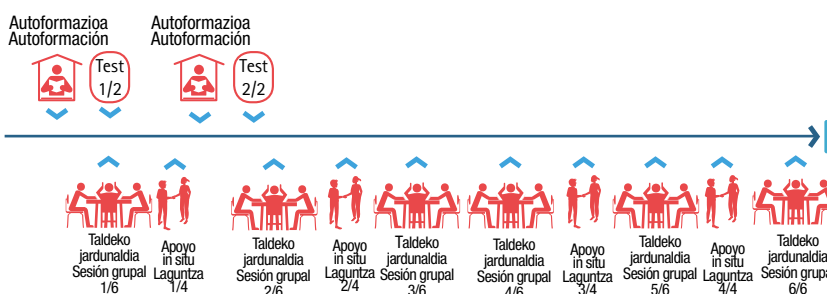 Autoformazioa
Autoformación
Test
1/2
Autoformazioa
Autoformación
Test
2/2
Taldeko
jardunaldia
Sesión grupal
1/6
Apoyo
in situ
Laguntza
1/4
Taldeko
jardunaldia
Sesión grupal
2/6
Apoyo
in situ
Laguntza
2/4
Taldeko
jardunaldia
Sesión grupal
3/6
Taldeko
jardunaldia
Sesión grupal
4/6
Apoyo
in situ
Laguntza
3/4
Taldeko
jardunaldia
Sesión grupal
5/6
Apoyo
in situ
Laguntza
4/4
Taldeko
jardunaldia
Sesión grupal
6/6